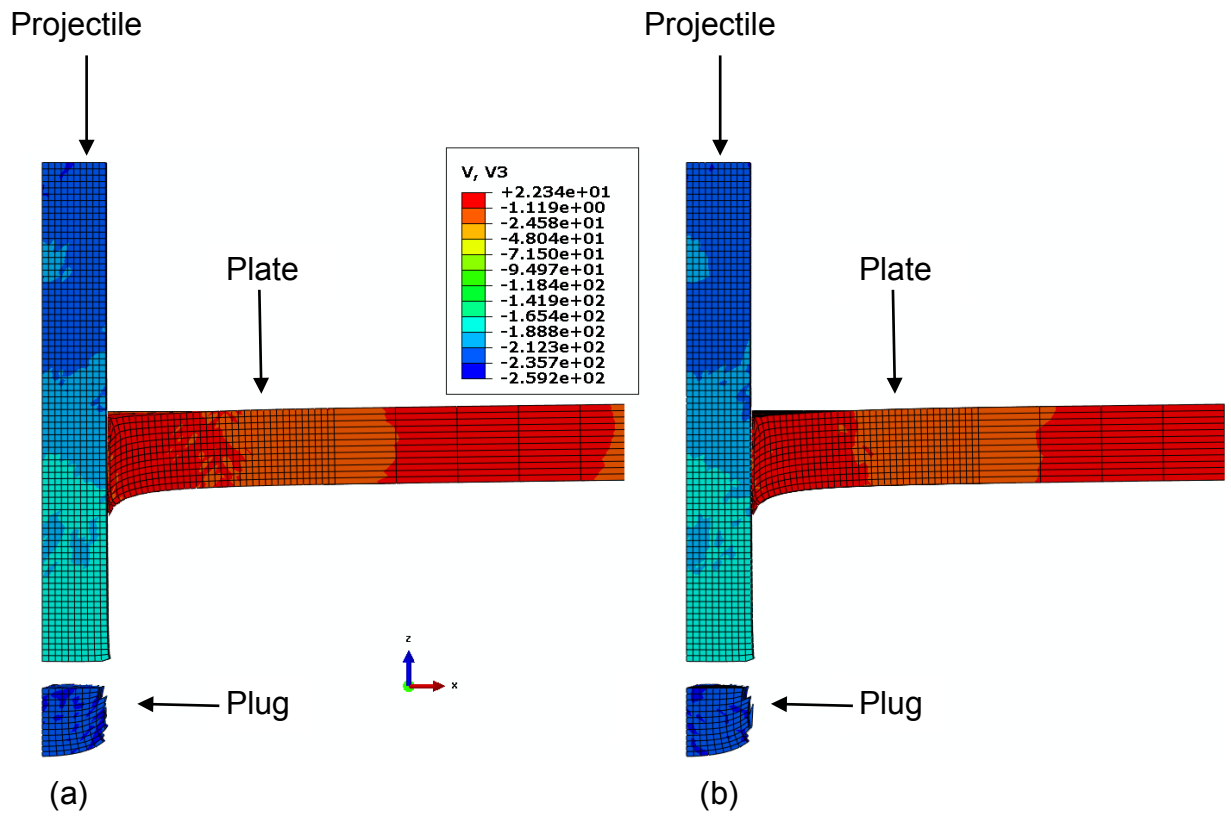 Projectile
Projectile
V, V3
+2.234e+01
-1.119e+00
-2.458e+01
-4.804e+01
-7.150e+01
-9.497e+01
-1.184e+02
-1.419e+02
-1.654e+02
-1.888e+02
-2.123e+02
-2.357e+02
-2.592e+02
Plate
Plate
z
x
Plug
Plug
(a)
(b)